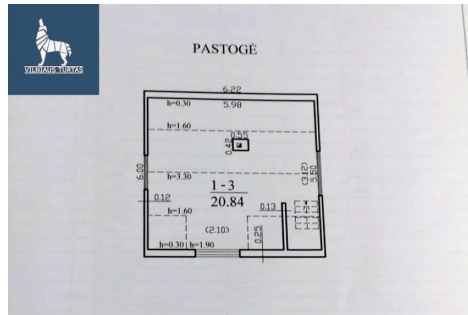 VILNIAUS TURTAS
PASTOGĖ
6.22
5.98
h=0.30
h=1.60
0.55
0.42
6.00
h=3.30
(3.12)
5.50
1-3
20.84
0.12
h=1.60
0.13
(2.10)
0.25
h=0.30 h=1.90